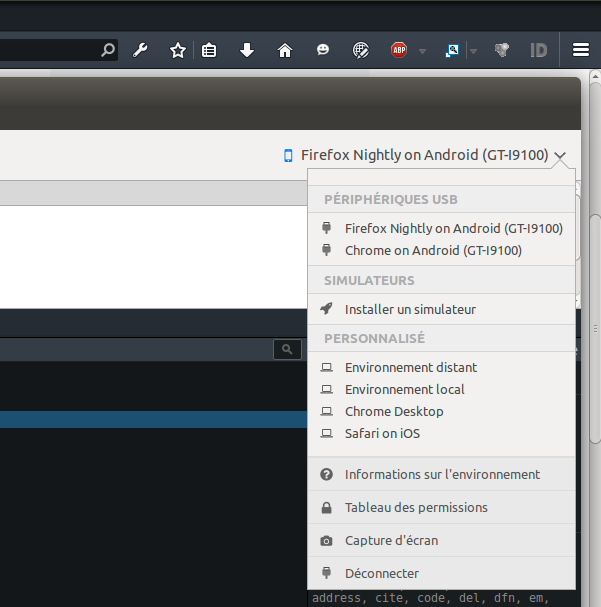 ABP
ID
Firefox Nightly on Android (GT-I9100)
PÉRIPHÉRIQUES USB
Firefox Nightly on Android (GT-I9100)
Chrome on Android (GT-I9100)
SIMULATEURS
Installer un simulateur
PERSONNALISÉ
Environnement distant
Environnement local
Chrome Desktop
Safari on iOS
Informations sur l'environnement
Tableau des permissions
Capture d'écran
Déconnecter
address, cite, code, del, dfn, em,